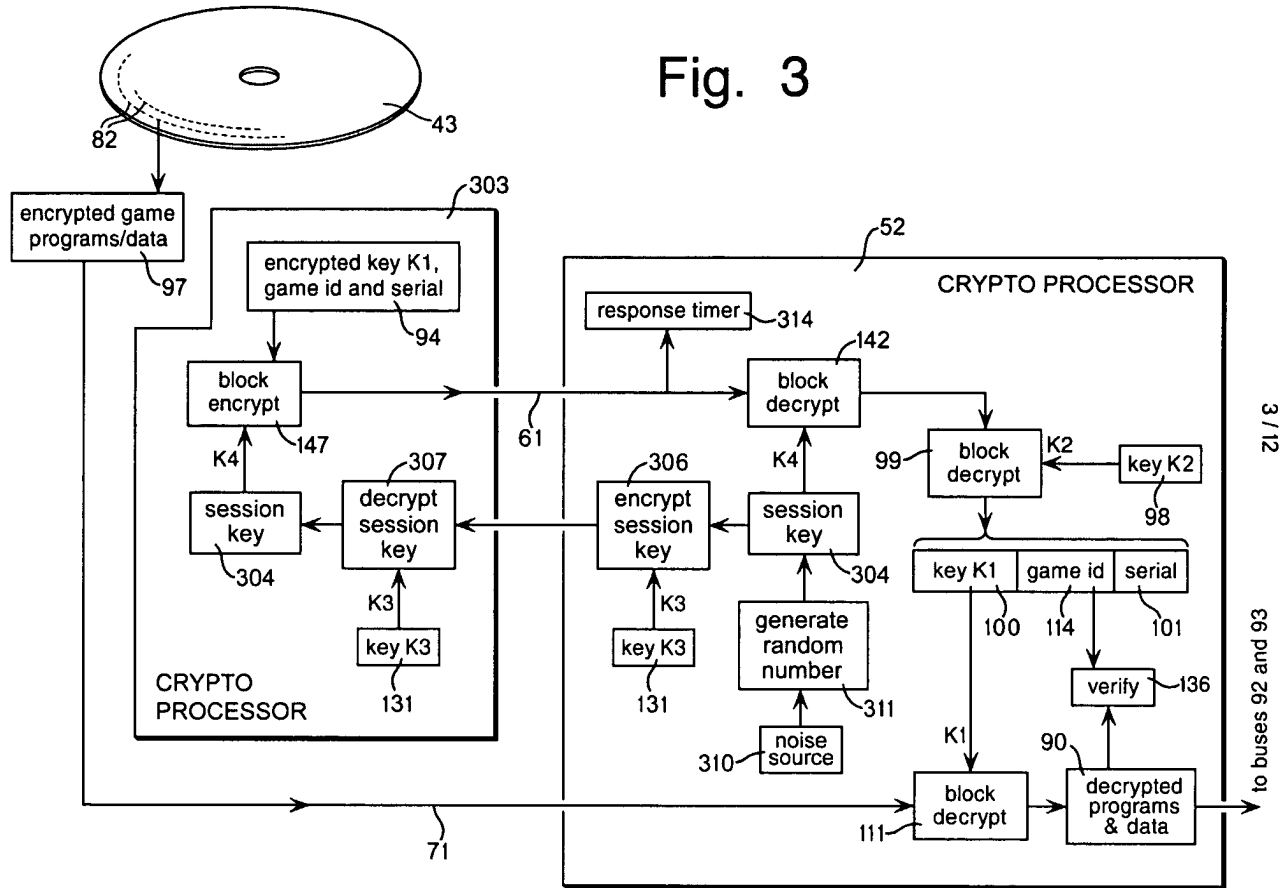 Fig. 3
43
82
encrypted game
programs/data
97
303
encrypted key K1,
game id and serial
94
block
encrypt
147
K4
session
key
304
307
decrypt
session
key
K3
key K3
131
CRYPTO
PROCESSOR
61
71
52
CRYPTO PROCESSOR
response timer
314
142
block
decrypt
K4
306
encrypt
session
key
K3
key K3
131
session
key
304
generate
random
number
311
noise
source
310
99
block
decrypt
K2
key K2
98
key K1
game id
serial
100
114
101
verify
136
K1
block
decrypt
111
90
decrypted
programs
& data
to buses 92 and 93
3 / 12